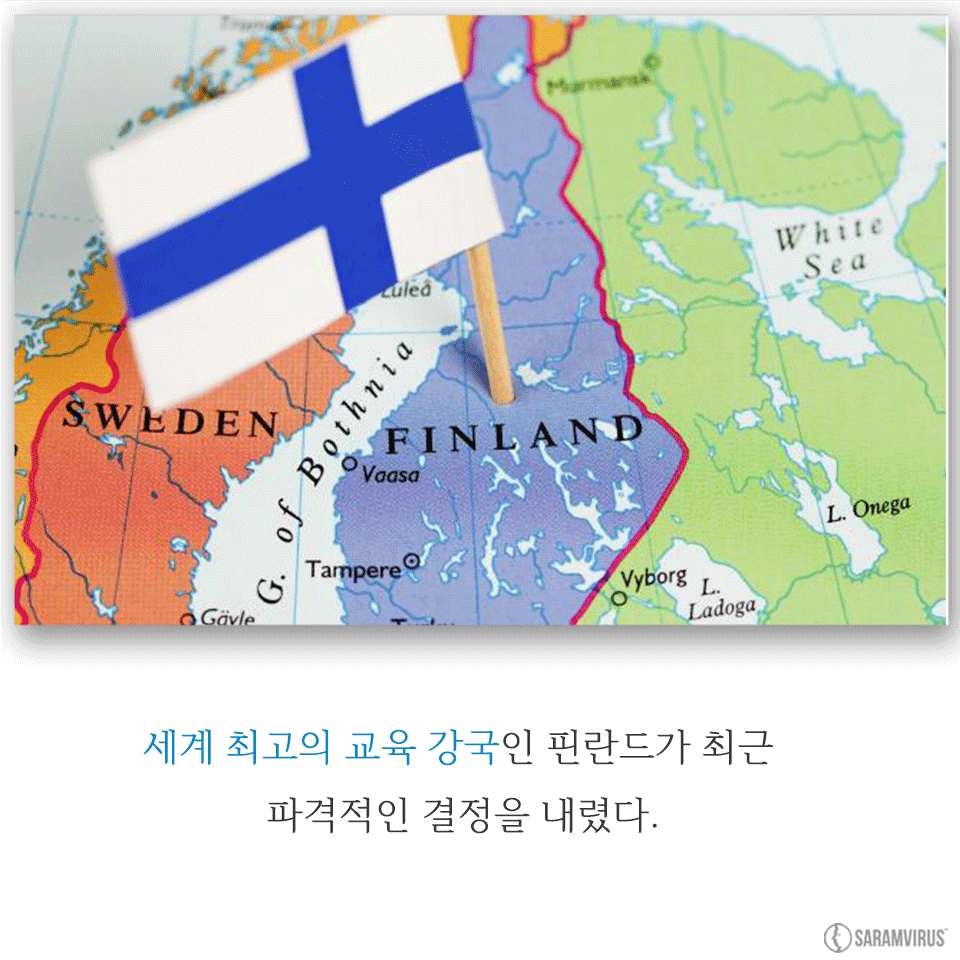 Murmansk
White
Sea
Luleå
SWEDEN
G. of Bothnia
FINLAND
Vaasa
L. Onega
Tampere
Vyborg
L.
Ladoga
Gävle
세계 최고의 교육 강국인 핀란드가 최근
파격적인 결정을 내렸다.
SARAMVIRUS